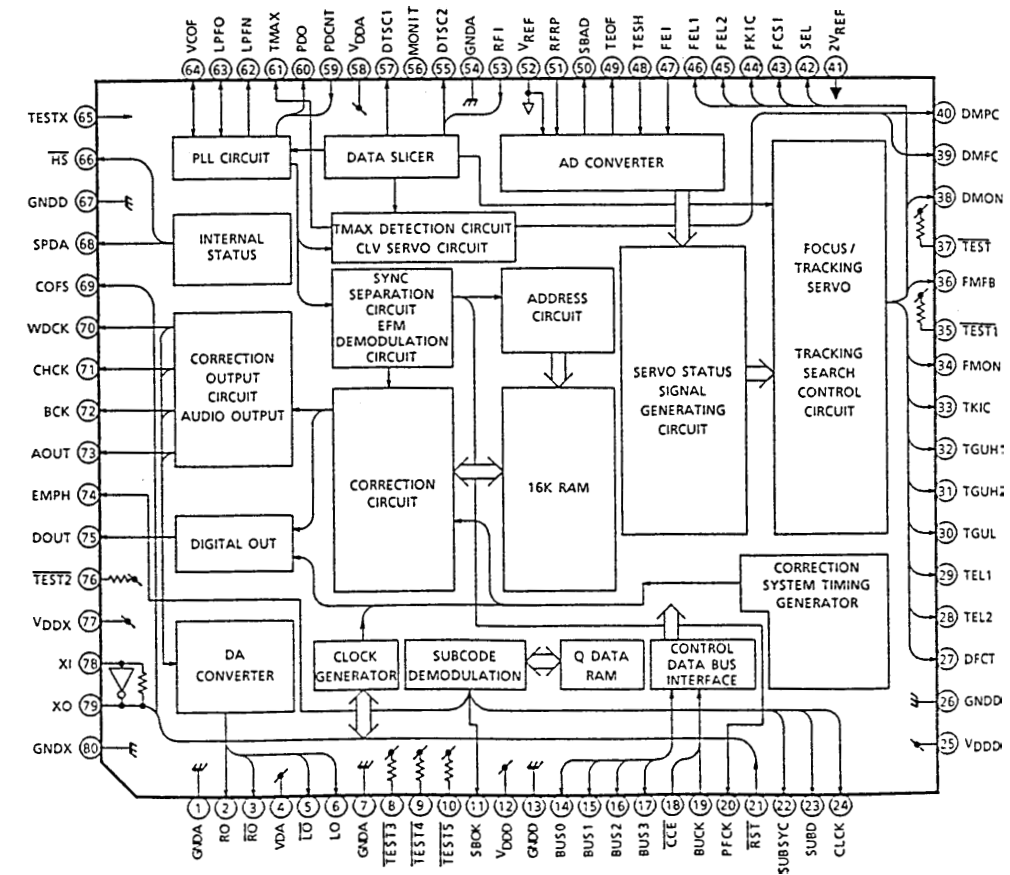 VCOF
LPFO
LPFN
TMAX
PDO
PDCNT
VDDA
DTSC1
MONIT
DTSC2
GNDA
RFI
VREF
RFRP
SBAD
TEOF
TESH
FEI
FEL1
FEL2
FKIC
FCSI
SEL
2VREF
64
63
62
61
60
59
58
57
56
55
54
53
52
51
50
49
48
47
46
45
44
43
42
41
TESTX 65
HS 66
GNDD 67
SPDA 68
COFS 69
WDCK 70
CHCK 71
BCK 72
AOUT 73
EMPH 74
DOUT 75
TEST2 76
VDDX 77
XI 78
XO 79
GNDX 80
PLL CIRCUIT
DATA SLICER
AD CONVERTER
INTERNAL
STATUS
TMAX DETECTION CIRCUIT
CLV SERVO CIRCUIT
SYNC
SEPARATION
CIRCUIT
EFM
DEMODULATION
CIRCUIT
ADDRESS
CIRCUIT
CORRECTION
OUTPUT
CIRCUIT
AUDIO OUTPUT
CORRECTION
CIRCUIT
16K RAM
SERVO STATUS
SIGNAL
GENERATING
CIRCUIT
FOCUS /
TRACKING
SERVO
TRACKING
SEARCH
CONTROL
CIRCUIT
DIGITAL OUT
CORRECTION
SYSTEM TIMING
GENERATOR
DA
CONVERTER
CLOCK
GENERATOR
SUBCODE
DEMODULATION
Q DATA
RAM
CONTROL
DATA BUS
INTERFACE
40 DMPC
39 DMFC
38 DMON
37 TEST
36 FMFB
35 TEST1
34 FMON
33 TKIC
32 TGUH1
31 TGUH2
30 TGUL
29 TEL1
28 TEL2
27 DFCT
26 GNDD
25 VDDD
1
2
3
4
5
6
7
8
9
10
11
12
13
14
15
16
17
18
19
20
21
22
23
24
GNDA
RO
RO
VDA
LO
LO
GNDA
TEST3
TEST4
TEST5
SBOK
VDDD
GNDD
BUS0
BUS1
BUS2
BUS3
CCE
BUCK
PFCK
RST
SUBSYC
SUBD
CLCK